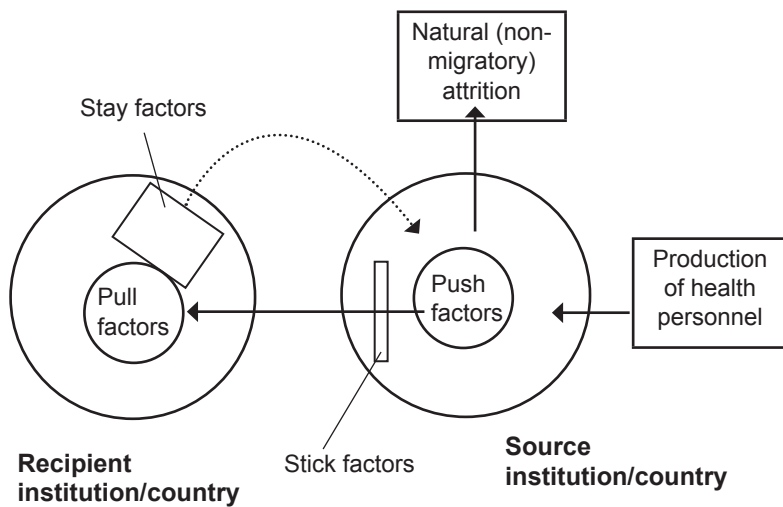 Natural (non-
migratory)
attrition
Stay factors
Pull
factors
Push
factors
Production
of health
personnel
Stick factors
Recipient
institution/country
Source
institution/country